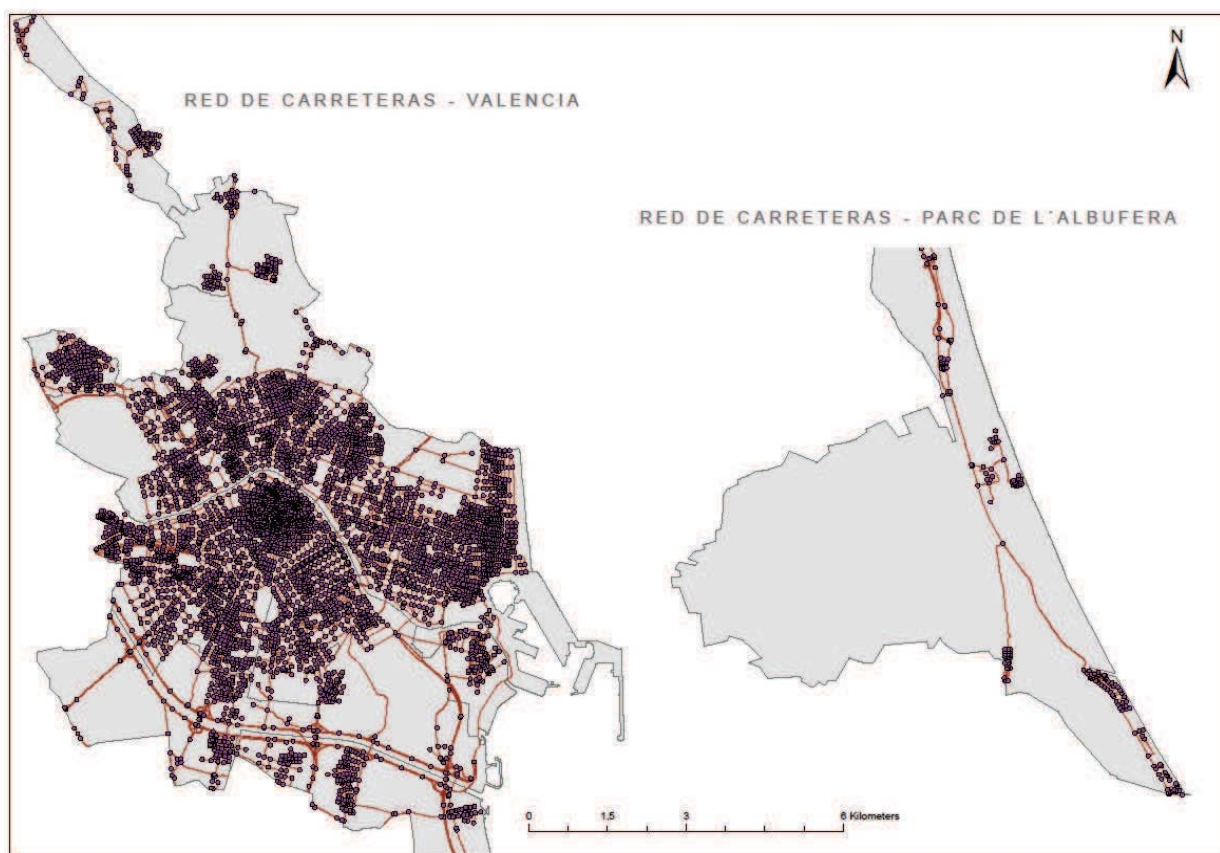 N
RED DE CARRETERAS - VALENCIA
RED DE CARRETERAS - PARC DE L´ALBUFERA
0 1,5 3 6 Kilometers